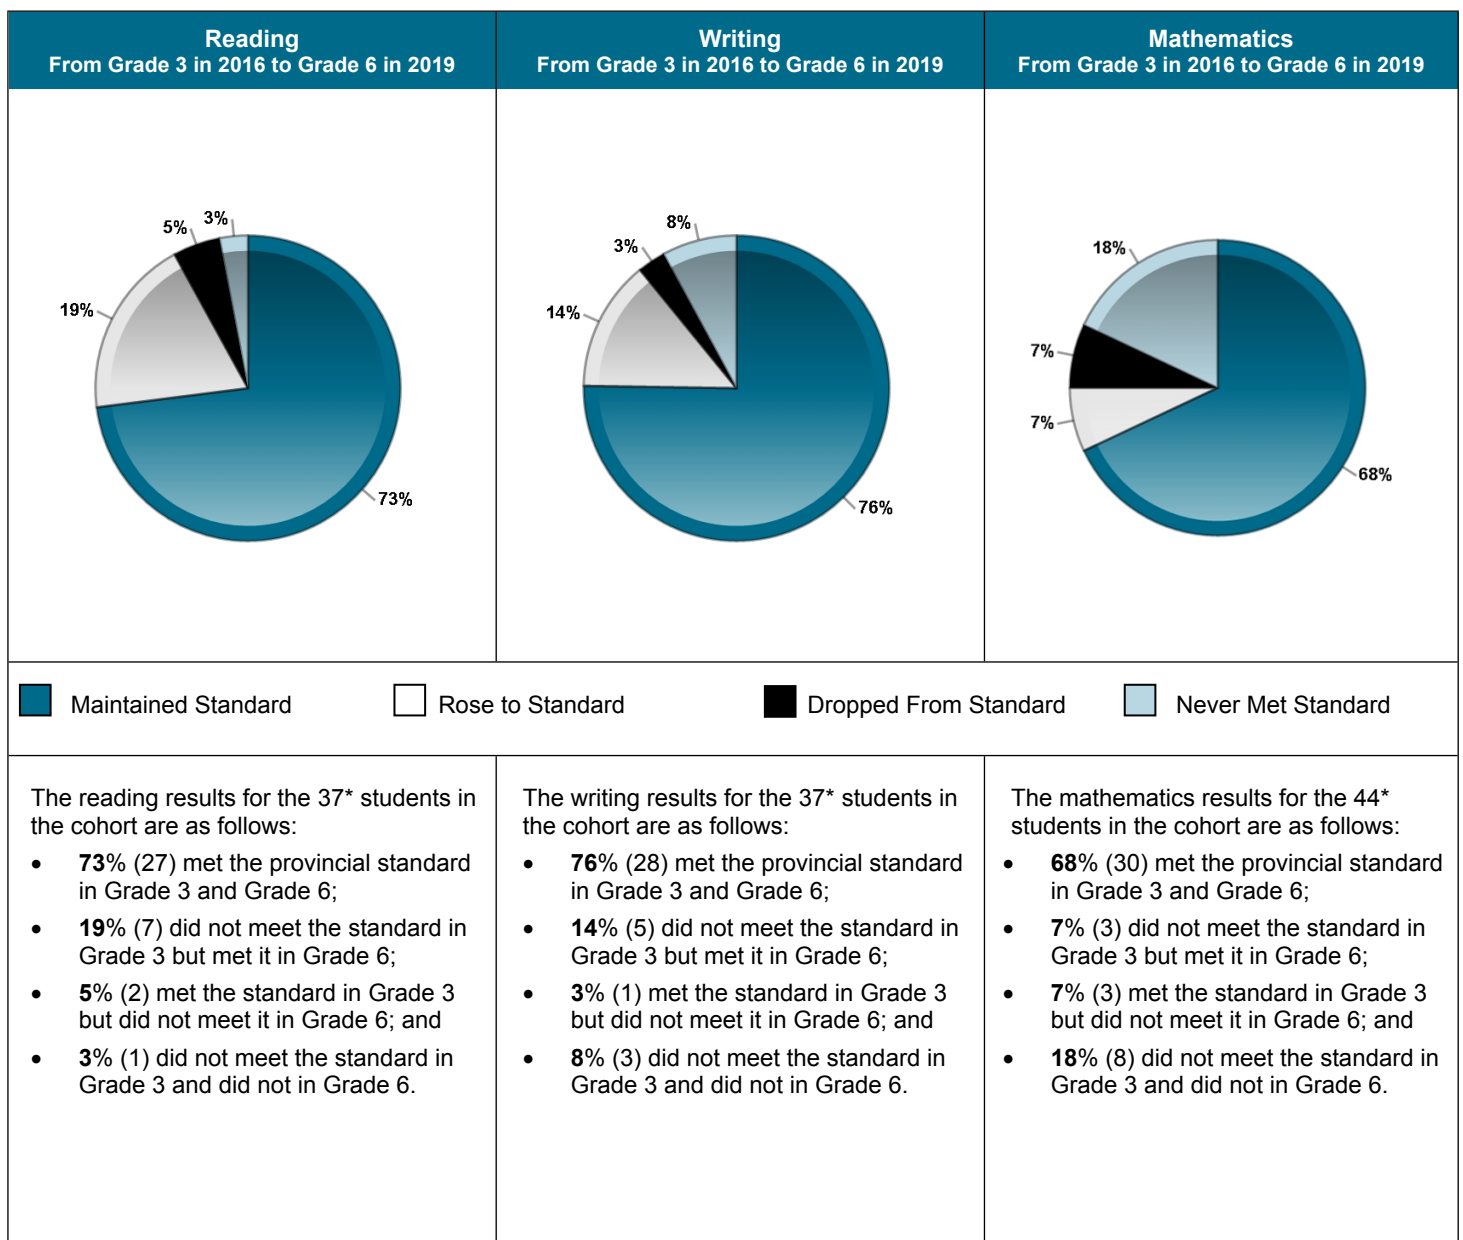 Reading
From Grade 3 in 2016 to Grade 6 in 2019
Writing
From Grade 3 in 2016 to Grade 6 in 2019
Mathematics
From Grade 3 in 2016 to Grade 6 in 2019
3%
5%
19%
73%
8%
3%
14%
76%
18%
7%
7%
68%
Maintained Standard
Rose to Standard
Dropped From Standard
Never Met Standard
The reading results for the 37* students in
the cohort are as follows:
• 73% (27) met the provincial standard
in Grade 3 and Grade 6;
• 19% (7) did not meet the standard in
Grade 3 but met it in Grade 6;
• 5% (2) met the standard in Grade 3
but did not meet it in Grade 6; and
• 3% (1) did not meet the standard in
Grade 3 and did not in Grade 6.
The writing results for the 37* students in
the cohort are as follows:
• 76% (28) met the provincial standard
in Grade 3 and Grade 6;
• 14% (5) did not meet the standard in
Grade 3 but met it in Grade 6;
• 3% (1) met the standard in Grade 3
but did not meet it in Grade 6; and
• 8% (3) did not meet the standard in
Grade 3 and did not in Grade 6.
The mathematics results for the 44*
students in the cohort are as follows:
• 68% (30) met the provincial standard
in Grade 3 and Grade 6;
• 7% (3) did not meet the standard in
Grade 3 but met it in Grade 6;
• 7% (3) met the standard in Grade 3
but did not meet it in Grade 6; and
• 18% (8) did not meet the standard in
Grade 3 and did not in Grade 6.